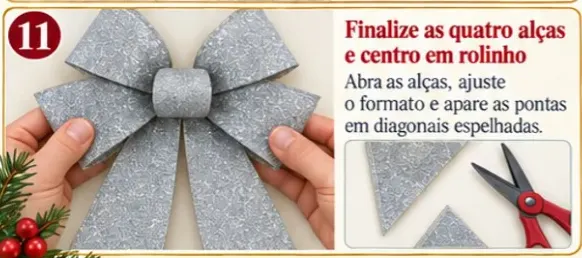 11
Finalize as quatro alças
e centro em rolinho
Abra as alças, ajuste
o formato e apare as pontas
em diagonais espelhadas.